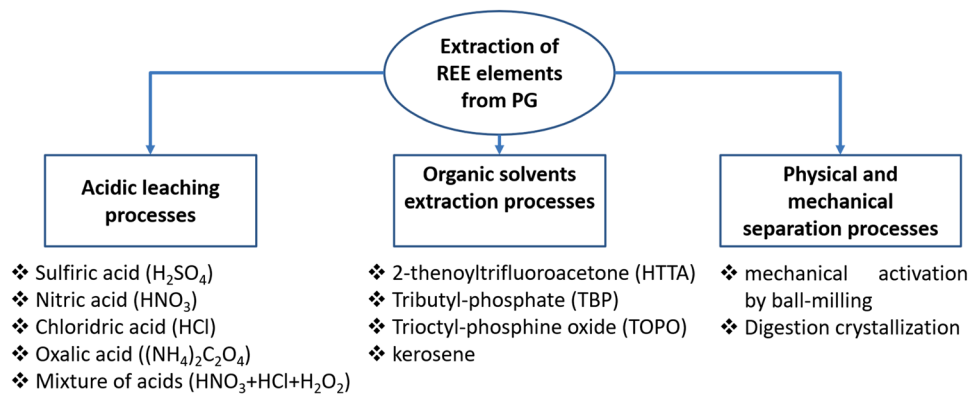 Extraction of
REE elements
from PG
Acidic leaching
processes
❖ Sulfiric acid (H₂SO₄)
❖ Nitric acid (HNO₃)
❖ Chloridric acid (HCl)
❖ Oxalic acid ((NH₄)₂C₂O₄)
❖ Mixture of acids (HNO₃+HCl+H₂O₂)
Organic solvents
extraction processes
❖ 2-thenoyltrifluoroacetone (HTTA)
❖ Tributyl-phosphate (TBP)
❖ Trioctyl-phosphine oxide (TOPO)
❖ kerosene
Physical and
mechanical
separation processes
❖ mechanical activation
by ball-milling
❖ Digestion crystallization